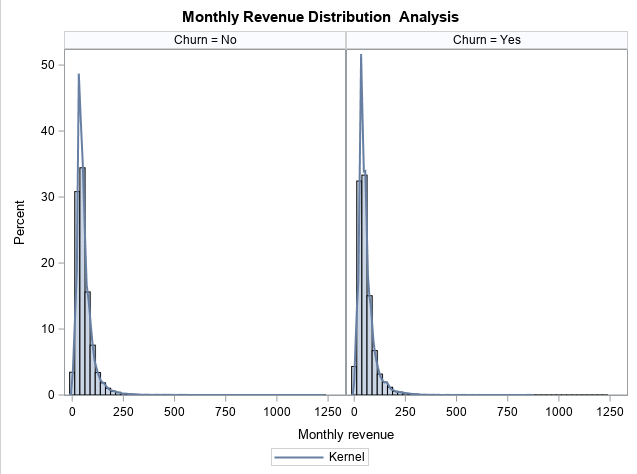 Monthly Revenue Distribution  Analysis
Churn = No
Churn = Yes
50
40
30
20
10
0
Percent
0 250 500 750 1000 1250
0 250 500 750 1000 1250
Monthly revenue
Kernel